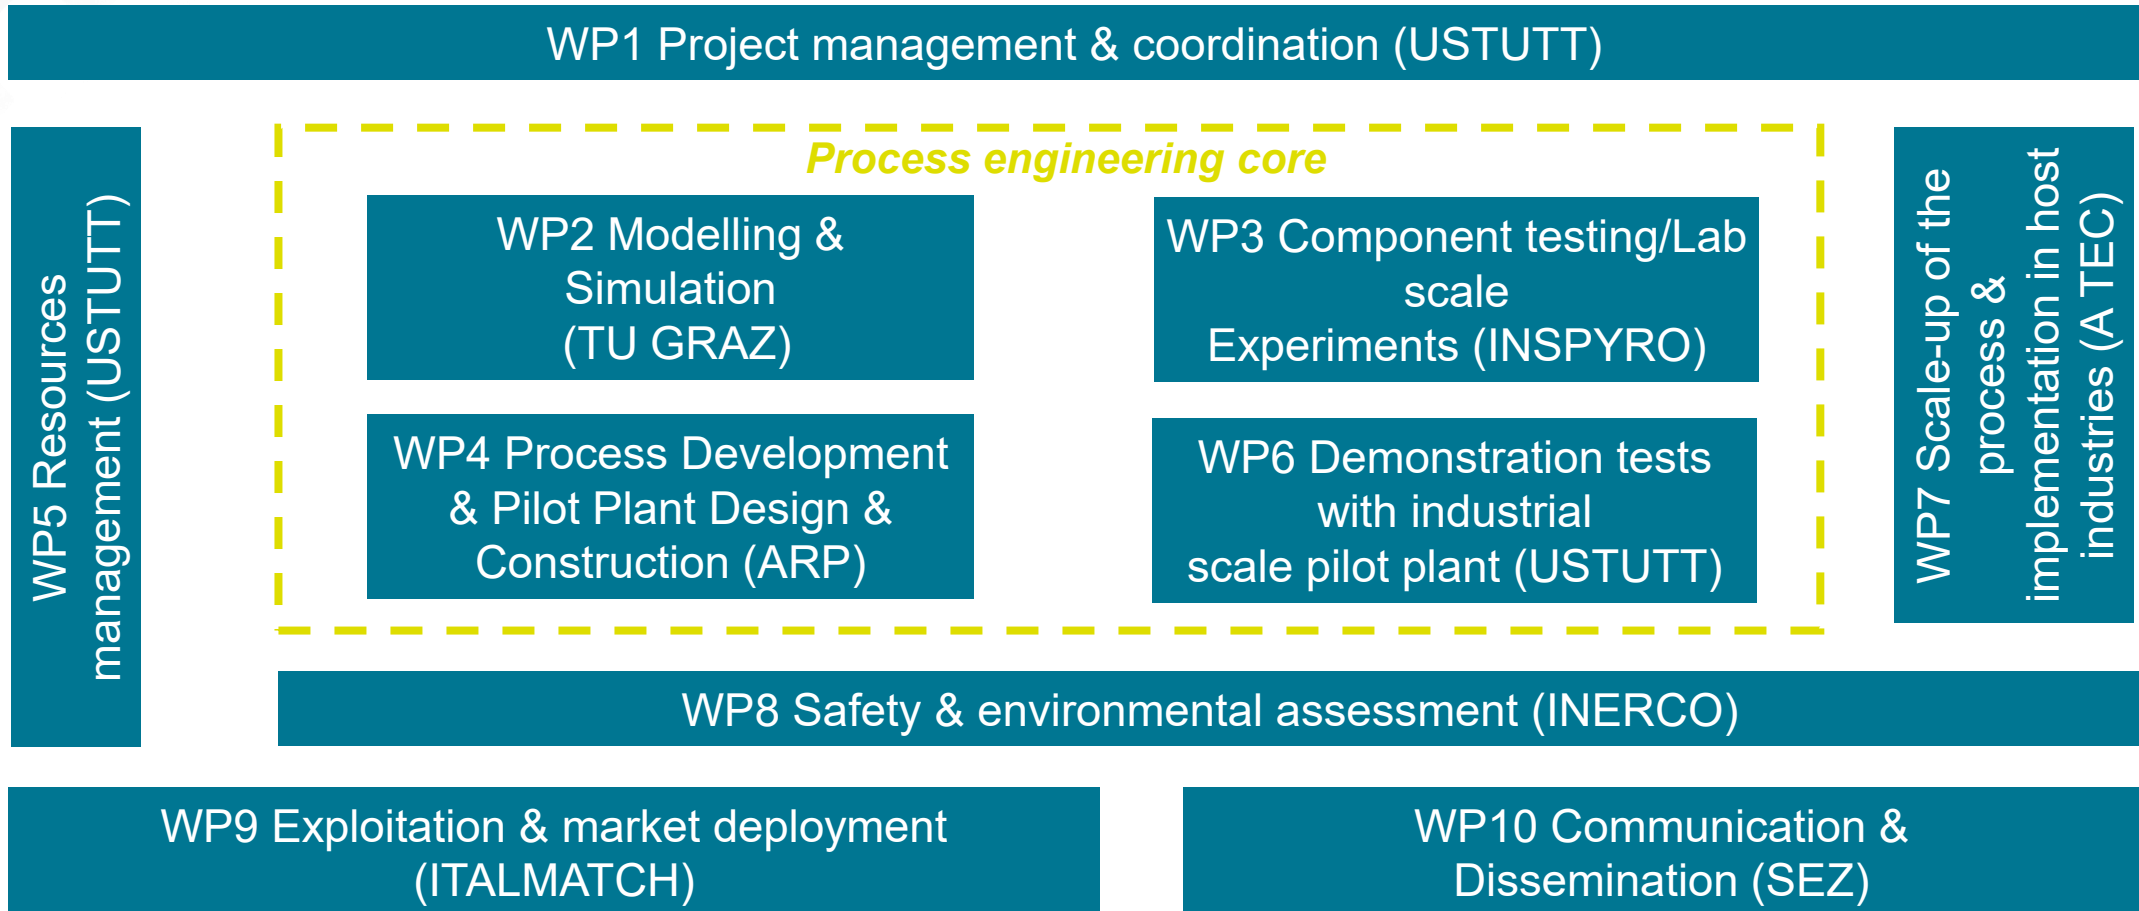 WP1 Project management & coordination (USTUTT)
WP5 Resources
management (USTUTT)
Process engineering core
WP2 Modelling &
Simulation
(TU GRAZ)
WP3 Component testing/Lab
scale
Experiments (INSPYRO)
WP4 Process Development
& Pilot Plant Design &
Construction (ARP)
WP6 Demonstration tests
with industrial
scale pilot plant (USTUTT)
WP7 Scale-up of the
process &
implementation in host
industries (A TEC)
WP8 Safety & environmental assessment (INERCO)
WP9 Exploitation & market deployment
(ITALMATCH)
WP10 Communication &
Dissemination (SEZ)